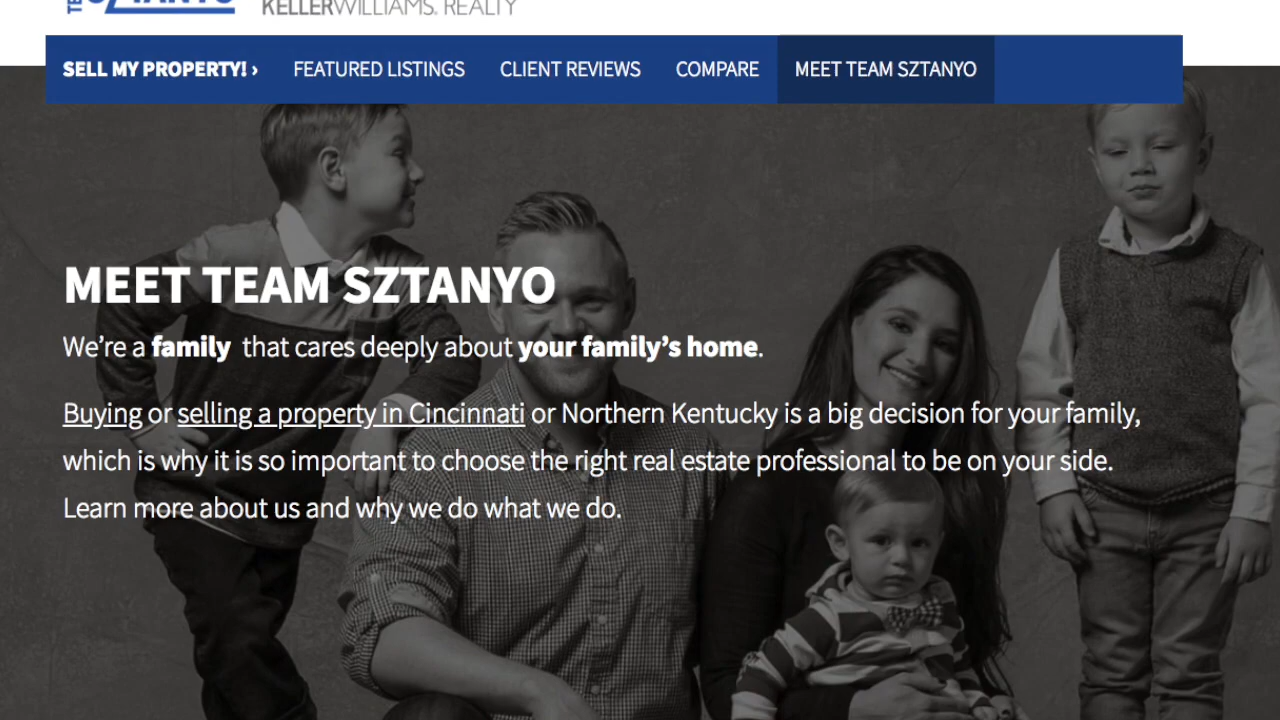 KELLERWILLIAMS. REALTY
SELL MY PROPERTY! › FEATURED LISTINGS CLIENT REVIEWS COMPARE MEET TEAM SZTANYO
MEET TEAM SZTANYO
We’re a family that cares deeply about your family’s home.
Buying or selling a property in Cincinnati or Northern Kentucky is a big decision for your family,
which is why it is so important to choose the right real estate professional to be on your side.
Learn more about us and why we do what we do.